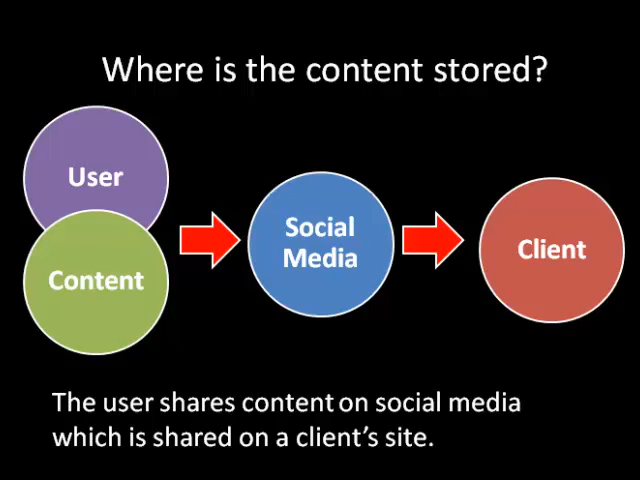 Where is the content stored?
User
Content
Social
Media
Client
The user shares content on social media
which is shared on a client's site.